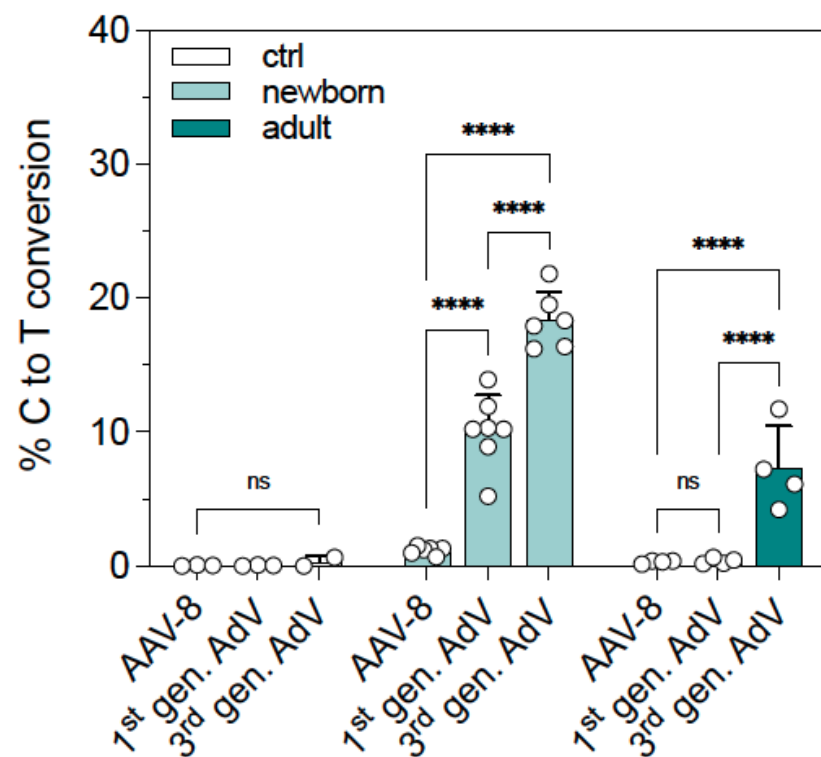 40
30
20
10
0
% C to T conversion
ctrl
newborn
adult
ns
****
****
****
****
****
ns
AAV-8
1st gen. AdV
3rd gen. AdV
AAV-8
1st gen. AdV
3rd gen. AdV
AAV-8
1st gen. AdV
3rd gen. AdV